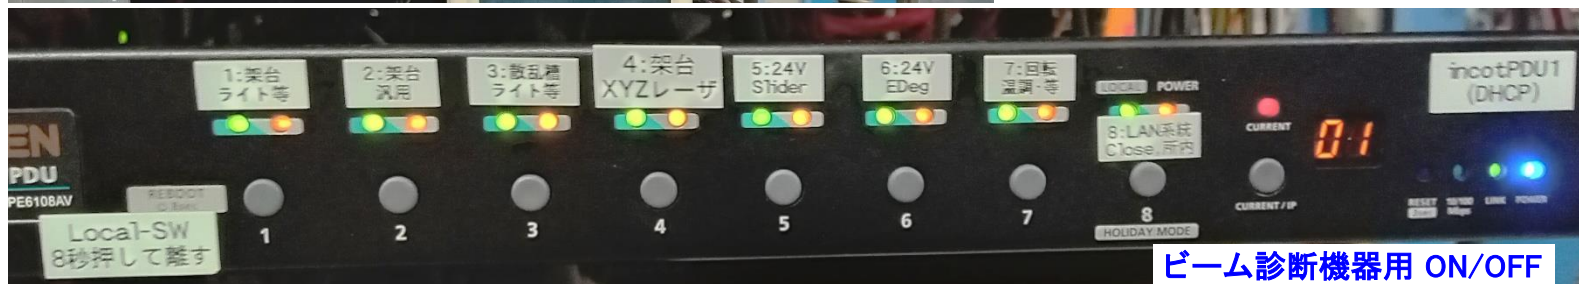 1:架台
ライト等
2:架台
汎用
3:散乱槽
ライト等
4:架台
XYZレーザ
5:24V
Slider
6:24V
EDeg
7:回転
温調・等
LOCAL POWER
8:LAN系統
Close.所内
incotPDU1
(DHCP)
CURRENT
01
EN
PDU
PE6108AV
REBOOT
Local-SW
8秒押して離す
1
2
3
4
5
6
7
8
HOLIDAY MODE
CURRENT/IP
RESET
10/100
Mbps
LINK
POWER
ビーム診断機器用 ON/OFF